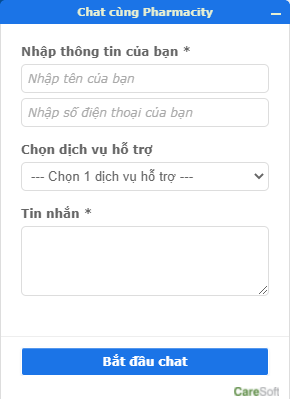 Chat cùng Pharmacity
Nhập thông tin của bạn *
Nhập tên của bạn
Nhập số điện thoại của bạn
Chọn dịch vụ hỗ trợ
--- Chọn 1 dịch vụ hỗ trợ ---
Tin nhắn *
Bắt đầu chat
CareSoft